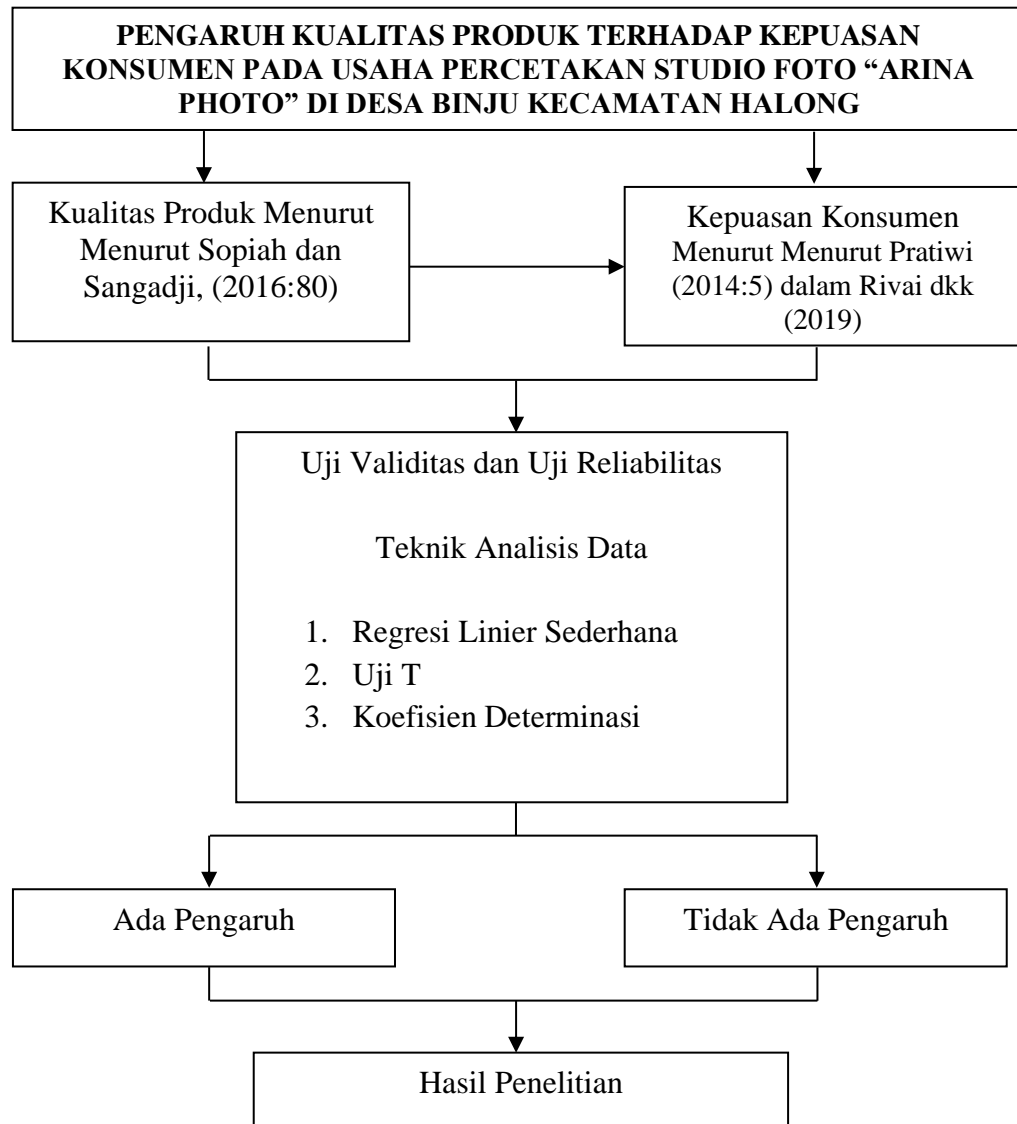 PENGARUH KUALITAS PRODUK TERHADAP KEPUASAN
KONSUMEN PADA USAHA PERCETAKAN STUDIO FOTO “ARINA
PHOTO” DI DESA BINJU KECAMATAN HALONG
Kualitas Produk Menurut
Menurut Sopiah dan
Sangadji, (2016:80)
Kepuasan Konsumen
Menurut Menurut Pratiwi
(2014:5) dalam Rivai dkk
(2019)
Uji Validitas dan Uji Reliabilitas
Teknik Analisis Data
1. Regresi Linier Sederhana
2. Uji T
3. Koefisien Determinasi
Ada Pengaruh
Tidak Ada Pengaruh
Hasil Penelitian